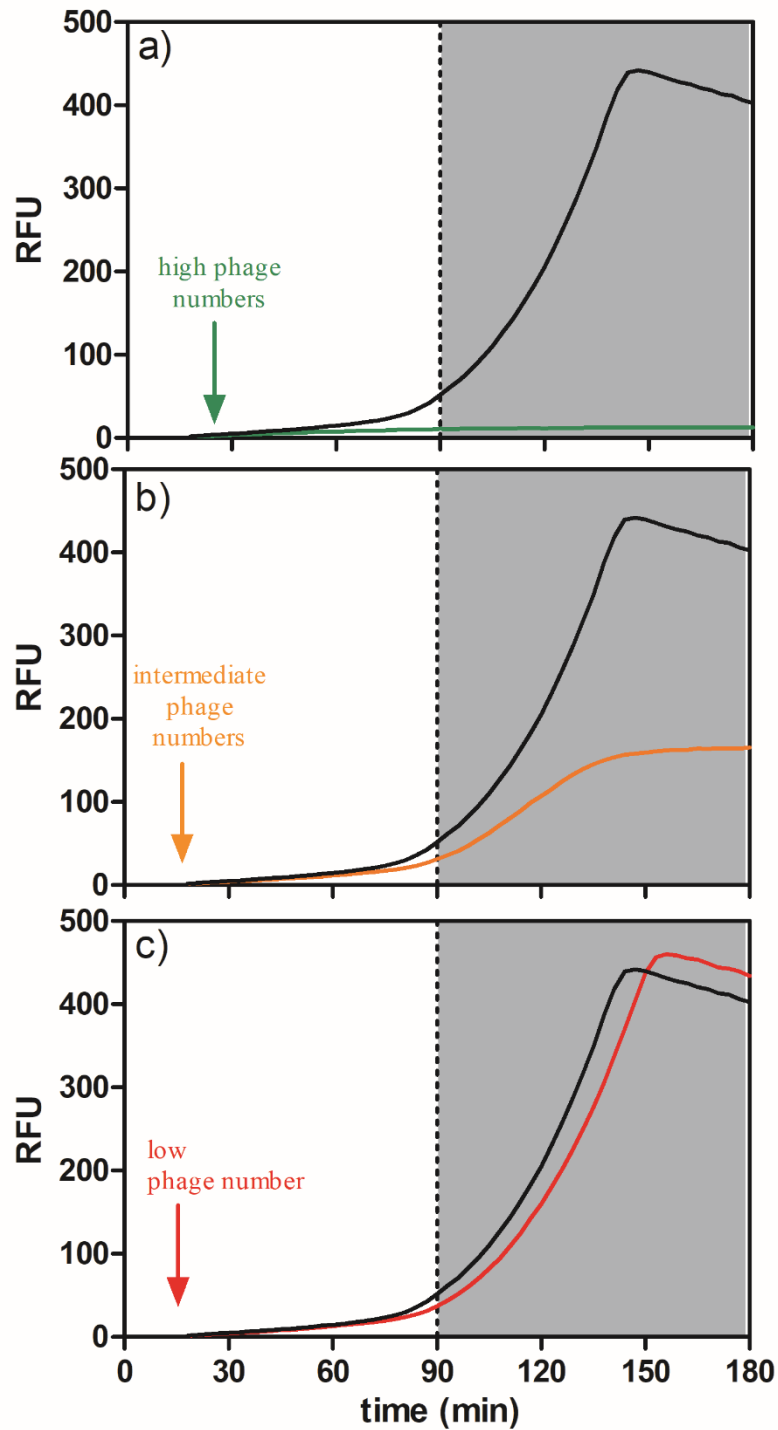 a)
500
400
300
200
100
0
RFU
high phage
numbers
b)
500
400
300
200
100
0
RFU
intermediate
phage
numbers
c)
500
400
300
200
100
0
RFU
low
phage number
0 30 60 90 120 150 180
time (min)